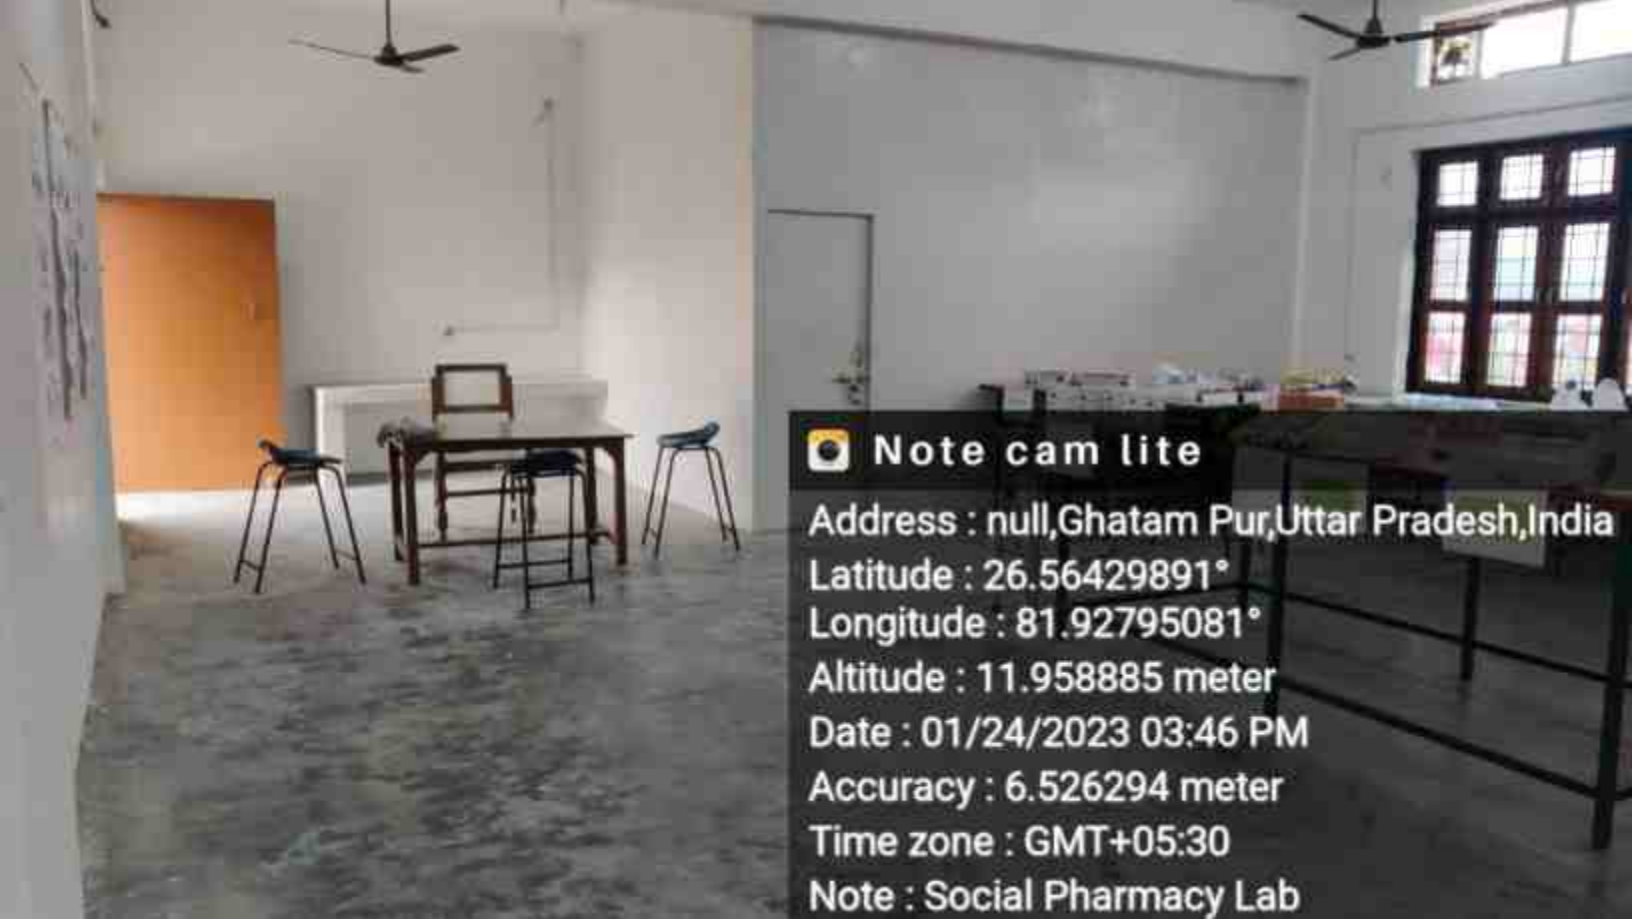 Note cam lite
Address : null,Ghatam Pur,Uttar Pradesh,India
Latitude : 26.56429891°
Longitude : 81.92795081°
Altitude : 11.958885 meter
Date : 01/24/2023 03:46 PM
Accuracy : 6.526294 meter
Time zone : GMT+05:30
Note : Social Pharmacy Lab